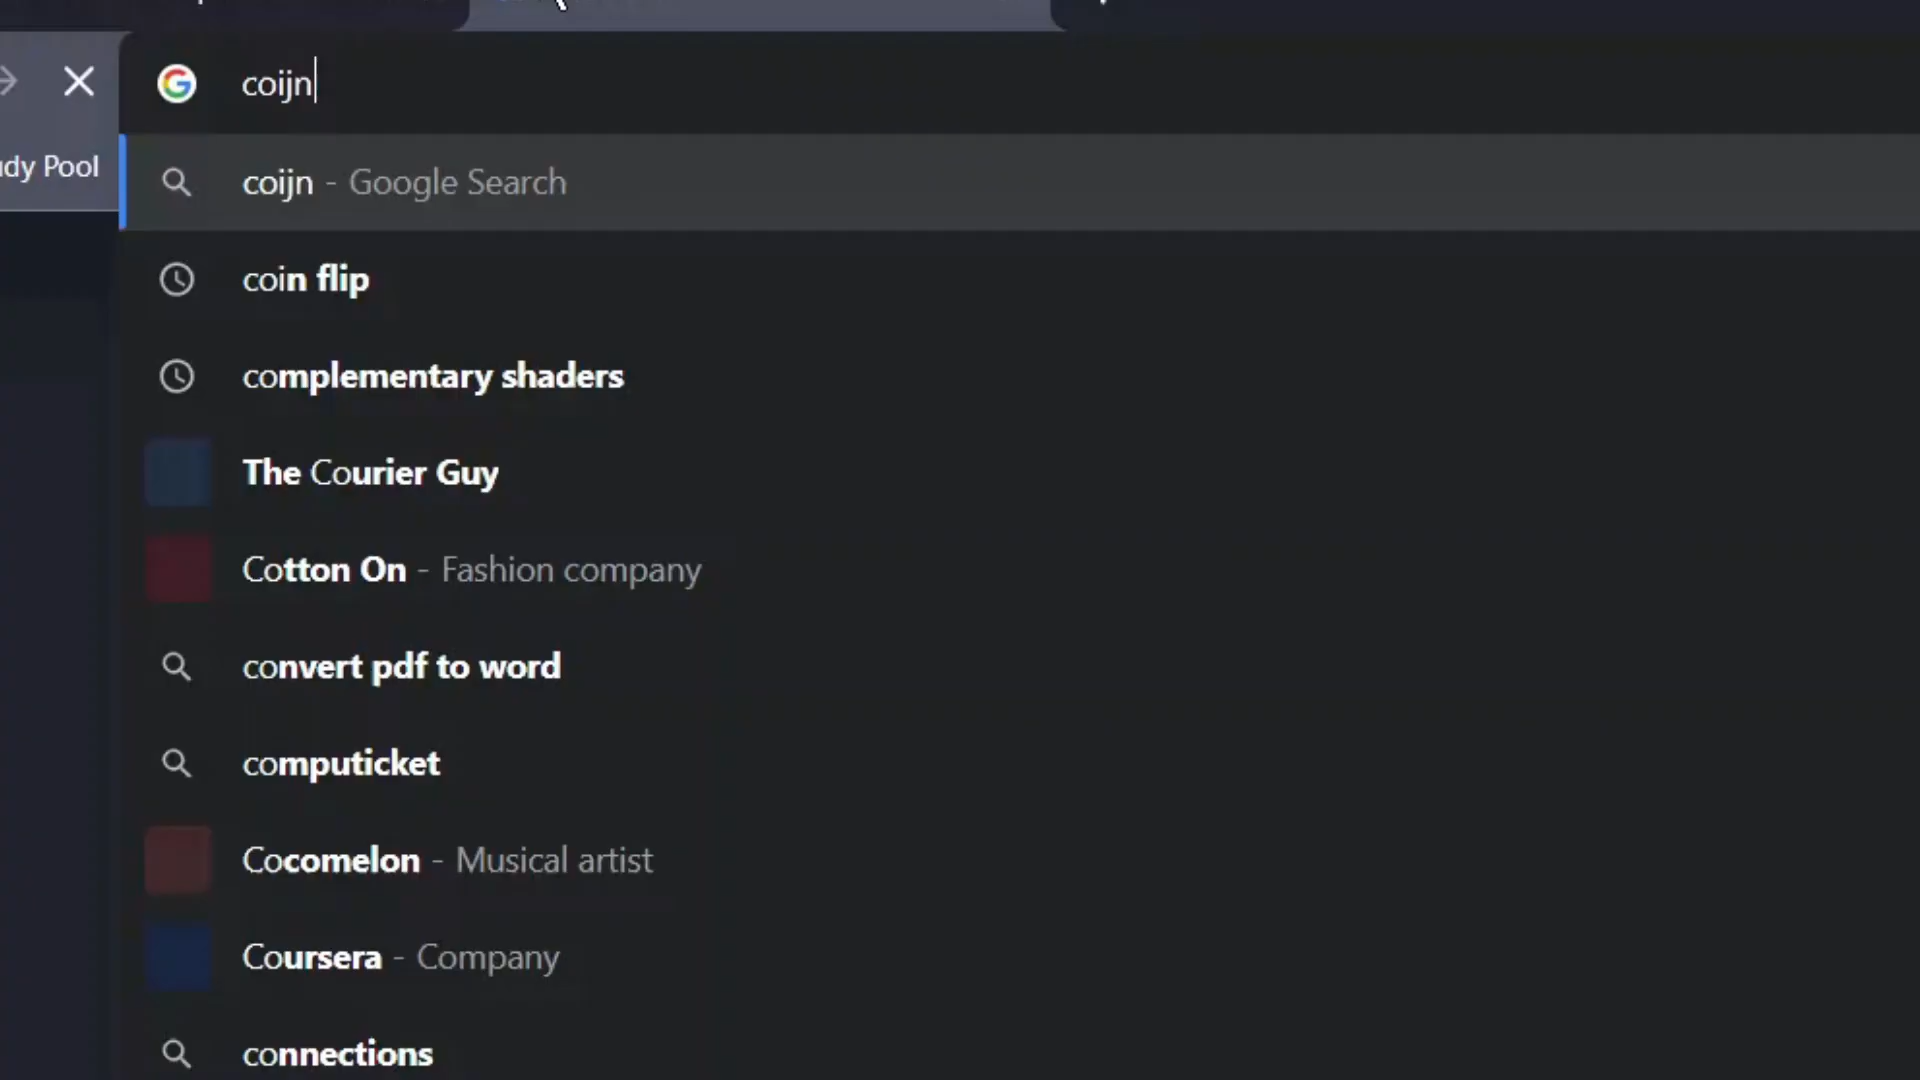 coijn
dy Pool
coijn - Google Search
coin flip
complementary shaders
The Courier Guy
Cotton On - Fashion company
convert pdf to word
computicket
Cocomelon - Musical artist
Coursera - Company
connections